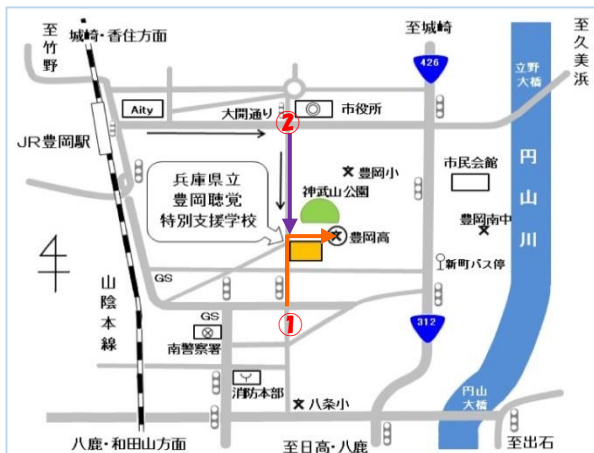 至竹野
城崎・香住方面
至城崎
至久美浜
426
立野
大橋
Aity
大開通り
市役所
②
JR豊岡駅
兵庫県立
豊岡聴覚
特別支援学校
豊岡小
神武山公園
市民会館
円山川
豊岡高
豊岡南中
新町バス停
GS
山陰本線
GS
①
312
南警察署
消防本部
八条小
円山
大橋
八鹿・和田山方面
至日高・八鹿
至出石